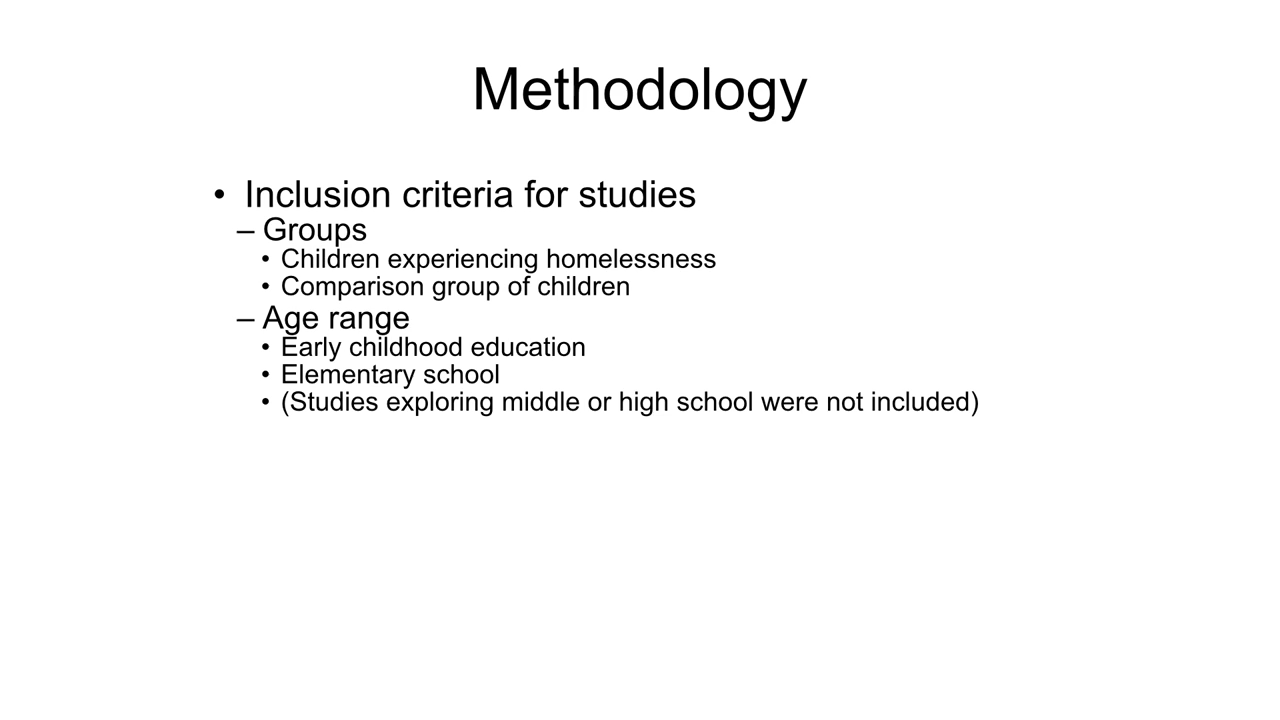 Methodology
• Inclusion criteria for studies
– Groups
• Children experiencing homelessness
• Comparison group of children
– Age range
• Early childhood education
• Elementary school
• (Studies exploring middle or high school were not included)